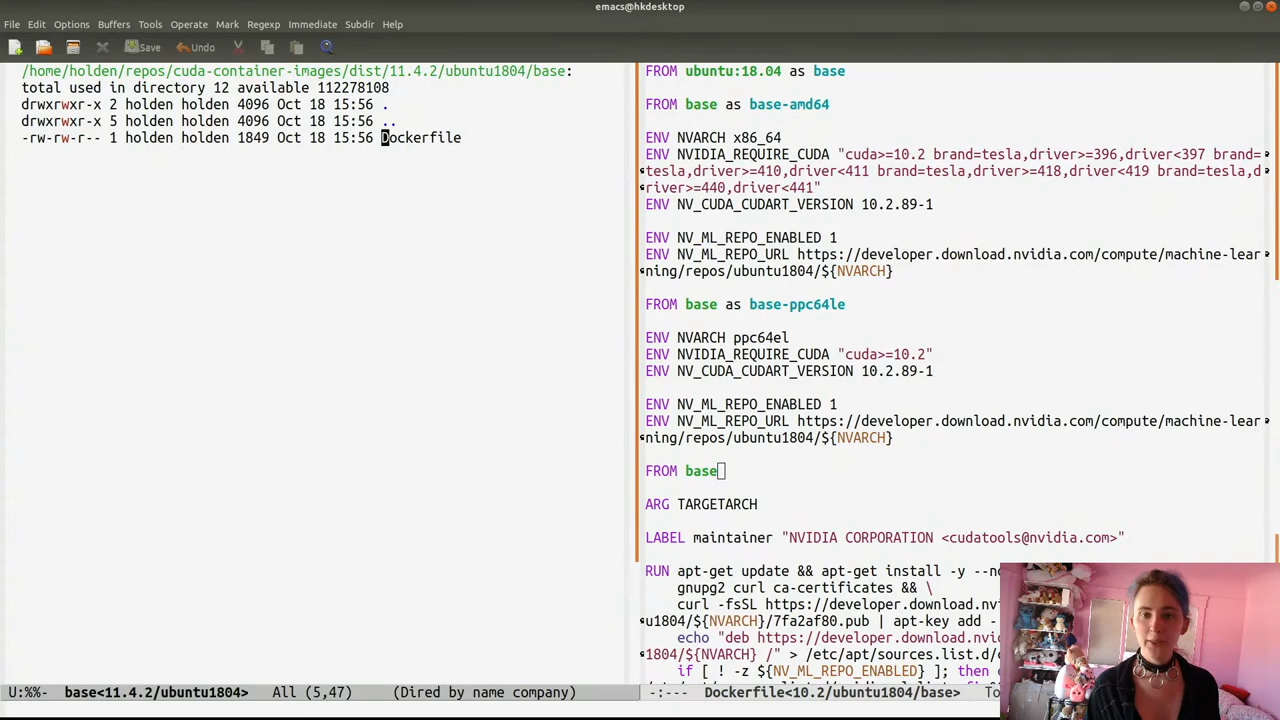 emacs@hkdesktop
File Edit Options Buffers Tools Operate Mark Regexp Immediate Subdir Help
Save Undo
/home/holden/repos/cuda-container-images/dist/11.4.2/ubuntu1804/base:
total used in directory 12 available 112278108
drwxrwxr-x 2 holden holden 4096 Oct 18 15:56 .
drwxrwxr-x 5 holden holden 4096 Oct 18 15:56 ..
-rw-rw-r-- 1 holden holden 1849 Oct 18 15:56 Dockerfile
U:%%- base<11.4.2/ubuntu1804> All (5,47) (Dired by name company)
FROM ubuntu:18.04 as base
FROM base as base-amd64
ENV NVARCH x86_64
ENV NVIDIA_REQUIRE_CUDA "cuda>=10.2 brand=tesla,driver>=396,driver<397 brand=
tesla,driver>=410,driver<411 brand=tesla,driver>=418,driver<419 brand=tesla,d
river>=440,driver<441"
ENV NV_CUDA_CUDART_VERSION 10.2.89-1
ENV NV_ML_REPO_ENABLED 1
ENV NV_ML_REPO_URL https://developer.download.nvidia.com/compute/machine-lear
ning/repos/ubuntu1804/${NVARCH}
FROM base as base-ppc64le
ENV NVARCH ppc64el
ENV NVIDIA_REQUIRE_CUDA "cuda>=10.2"
ENV NV_CUDA_CUDART_VERSION 10.2.89-1
ENV NV_ML_REPO_ENABLED 1
ENV NV_ML_REPO_URL https://developer.download.nvidia.com/compute/machine-lear
ning/repos/ubuntu1804/${NVARCH}
FROM base
ARG TARGETARCH
LABEL maintainer "NVIDIA CORPORATION <cudatools@nvidia.com>"
RUN apt-get update && apt-get install -y --no
gnupg2 curl ca-certificates && \
curl -fsSL https://developer.download.nv
u1804/${NVARCH}/7fa2af80.pub | apt-key add -
echo "deb https://developer.download.nv
1804/${NVARCH} /" > /etc/apt/sources.list.d/c
if [ ! -z ${NV_ML_REPO_ENABLED} ]; then e
-:--- Dockerfile<10.2/ubuntu1804/base> To